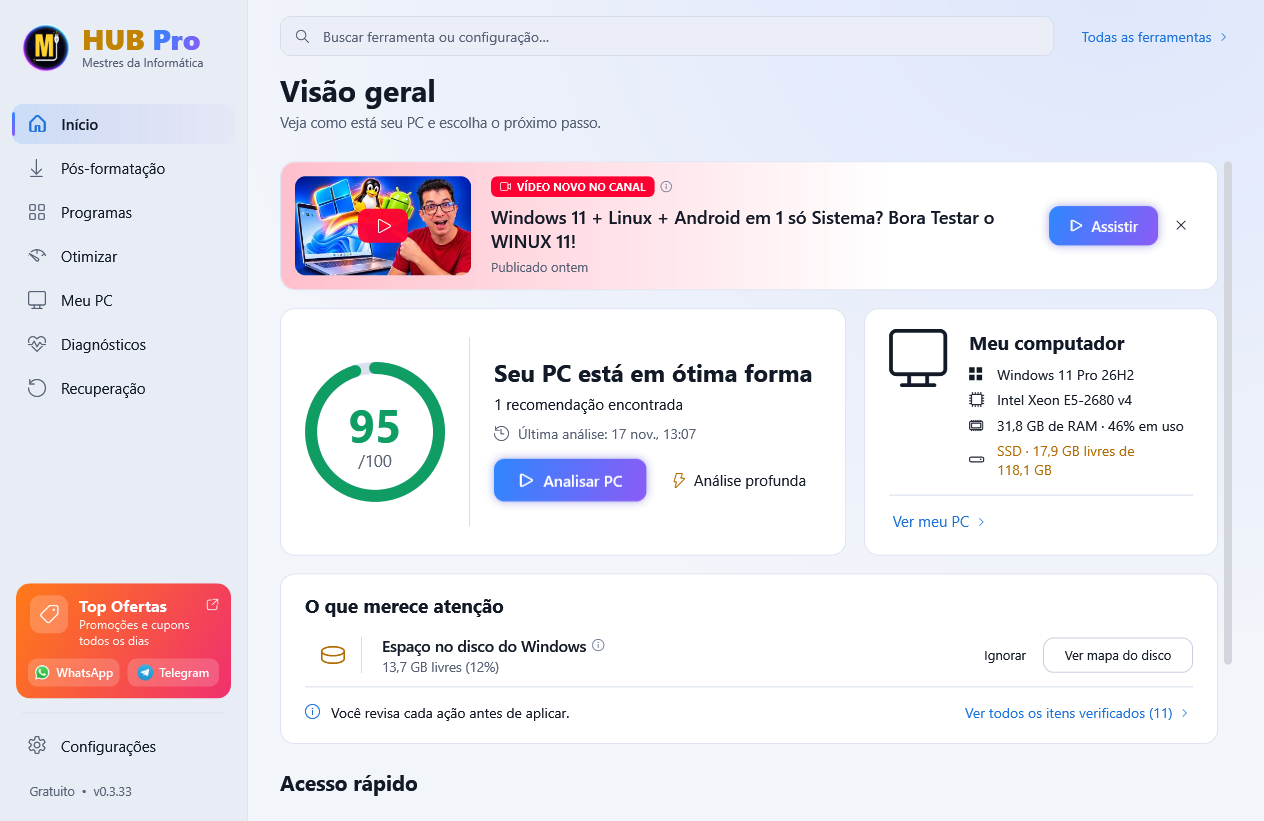 M
HUB Pro
Mestres da Informática
Início
Pós-formatação
Programas
Otimizar
Meu PC
Diagnósticos
Recuperação
Top Ofertas
Promoções e cupons
todos os dias
WhatsApp
Telegram
Configurações
Gratuito • v0.3.33
Buscar ferramenta ou configuração...
Todas as ferramentas
Visão geral
Veja como está seu PC e escolha o próximo passo.
VÍDEO NOVO NO CANAL
Windows 11 + Linux + Android em 1 só Sistema? Bora Testar o
WINUX 11!
Publicado ontem
Assistir
95
/100
Seu PC está em ótima forma
1 recomendação encontrada
Última análise: 17 nov., 13:07
Analisar PC
Análise profunda
Meu computador
Windows 11 Pro 26H2
Intel Xeon E5-2680 v4
31,8 GB de RAM · 46% em uso
SSD · 17,9 GB livres de
118,1 GB
Ver meu PC
O que merece atenção
Espaço no disco do Windows
13,7 GB livres (12%)
Ignorar
Ver mapa do disco
Você revisa cada ação antes de aplicar.
Ver todos os itens verificados (11)
Acesso rápido